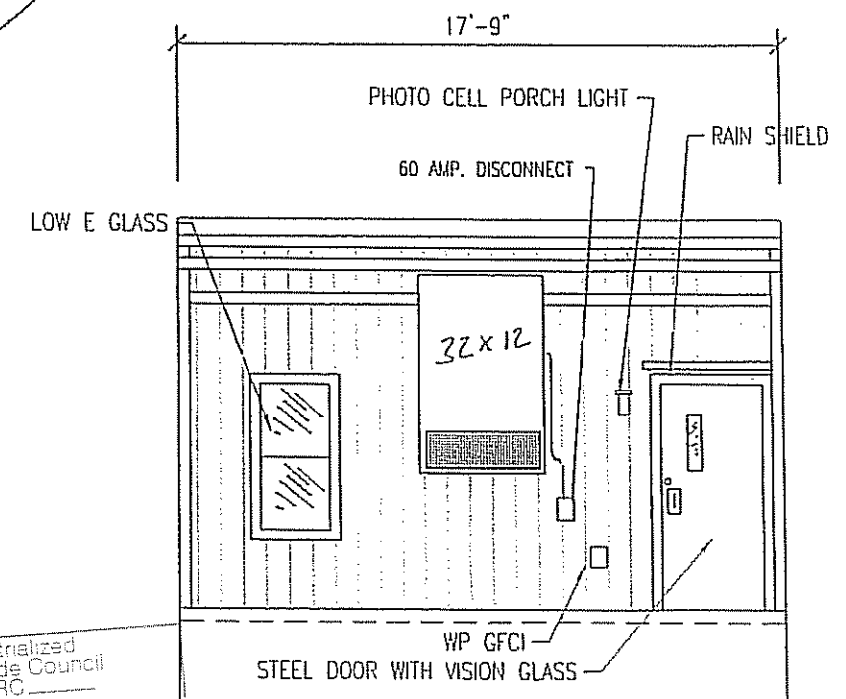 17'-9"
PHOTO CELL PORCH LIGHT
RAIN SHIELD
60 AMP. DISCONNECT
LOW E GLASS
32 x 12
WP GFCI
STEEL DOOR WITH VISION GLASS
Council